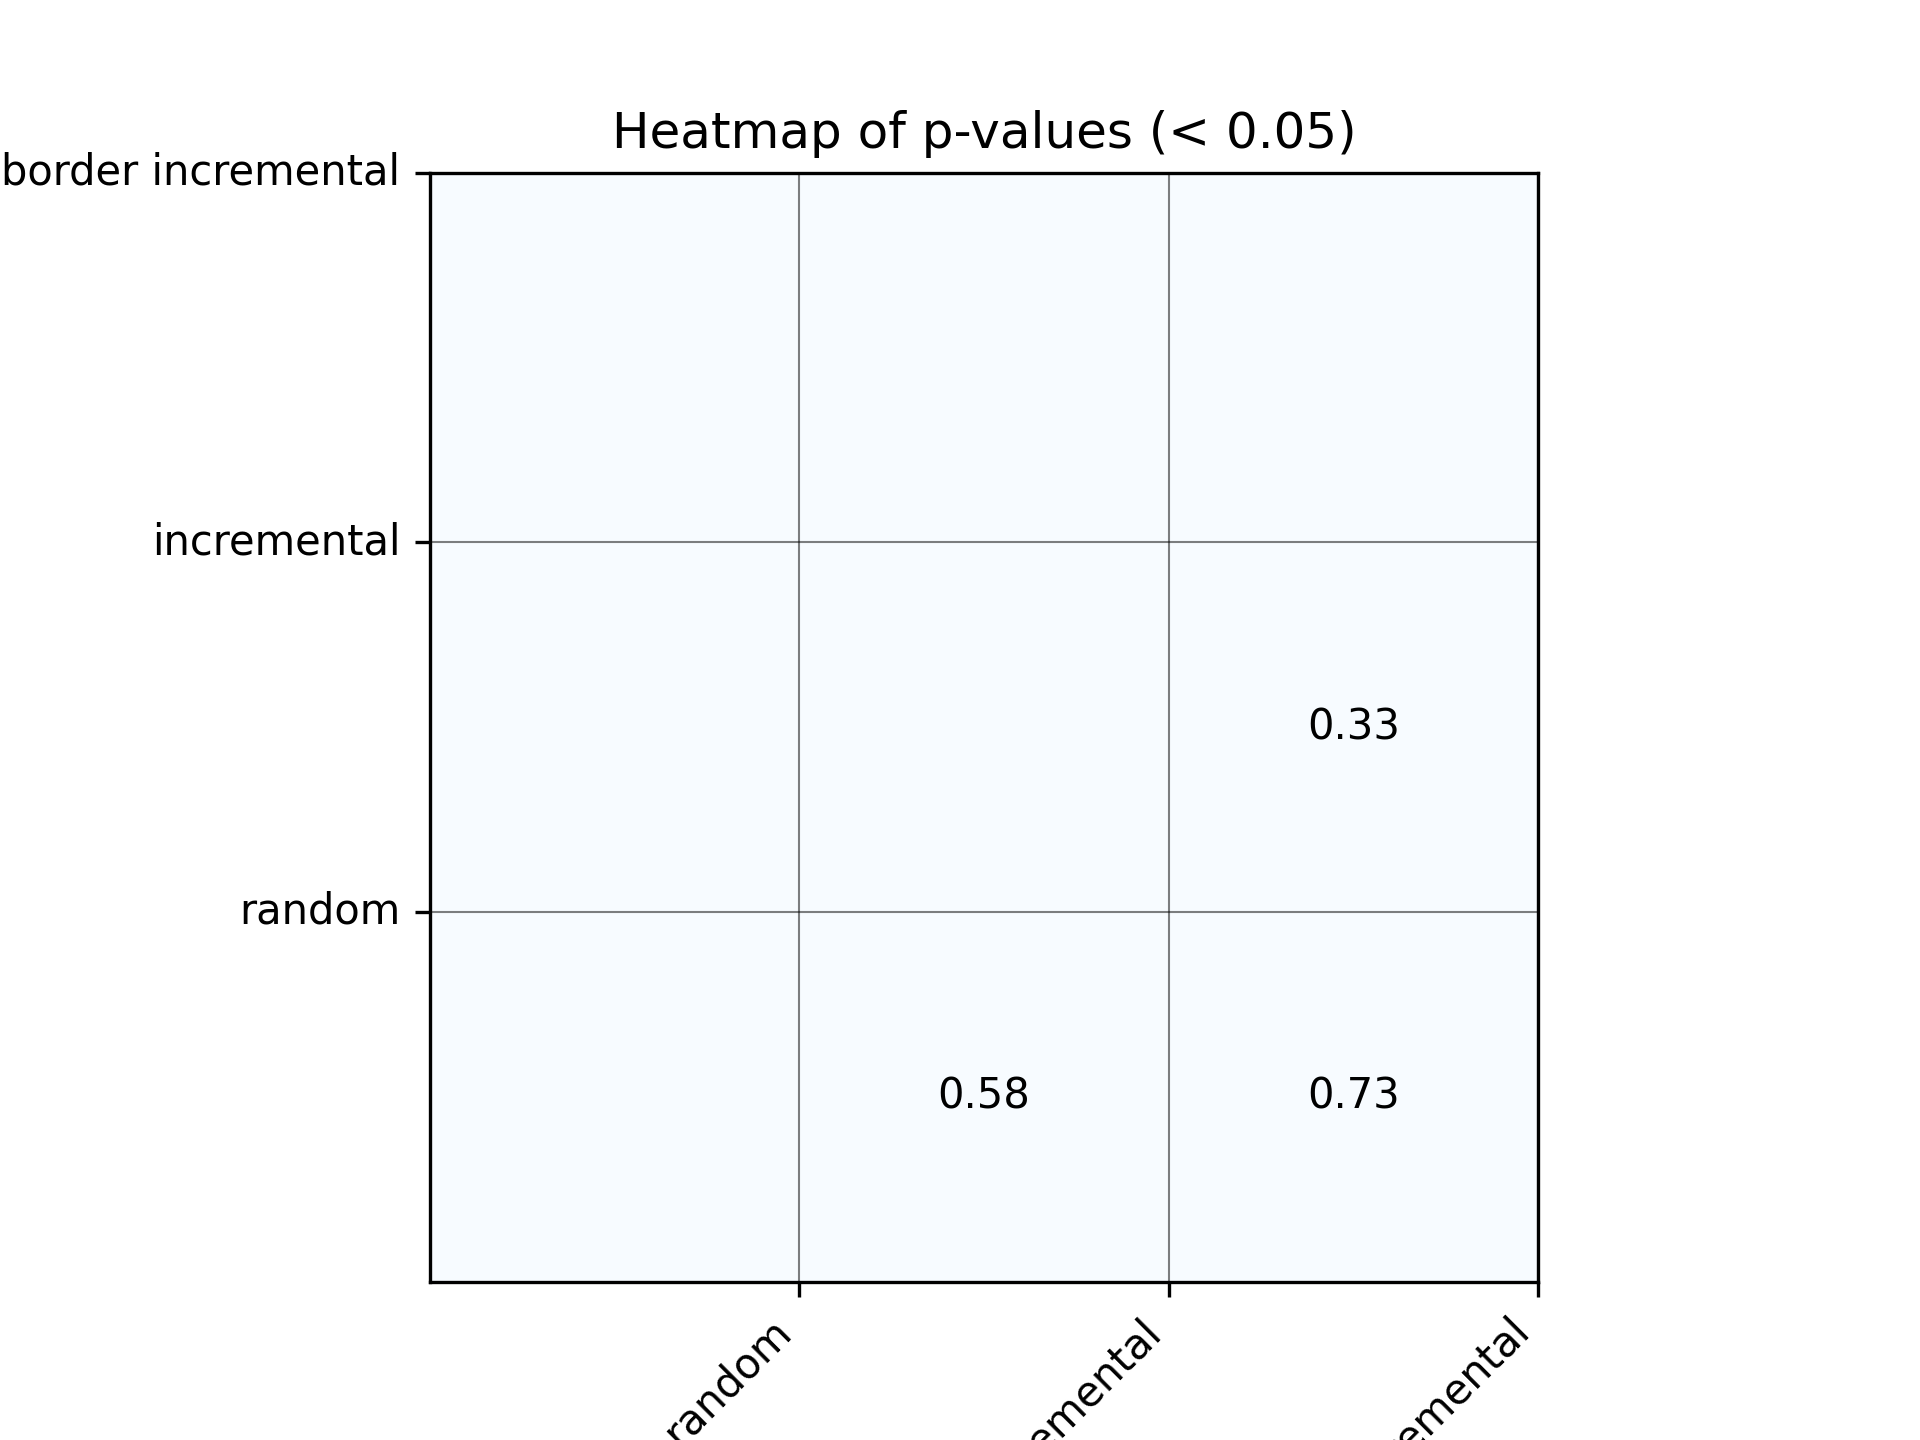 Heatmap of p-values (< 0.05)
border incremental
incremental
0.33
random
0.58 0.73
random